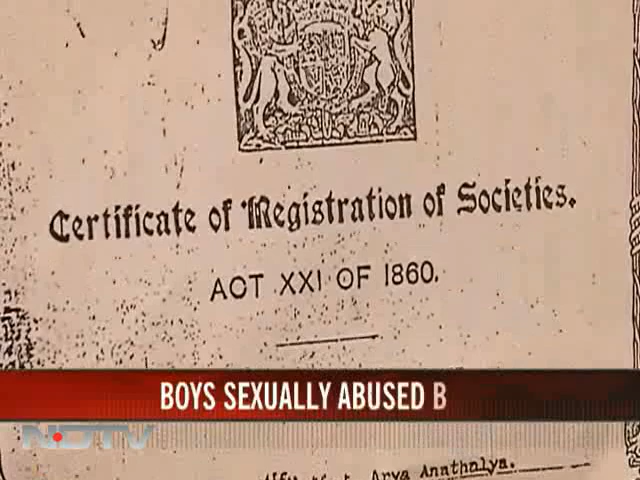 Certificate of Registration of Societies.
ACT XXI OF 1860.
BOYS SEXUALLY ABUSED B
NDTV
Arya Anathalya.